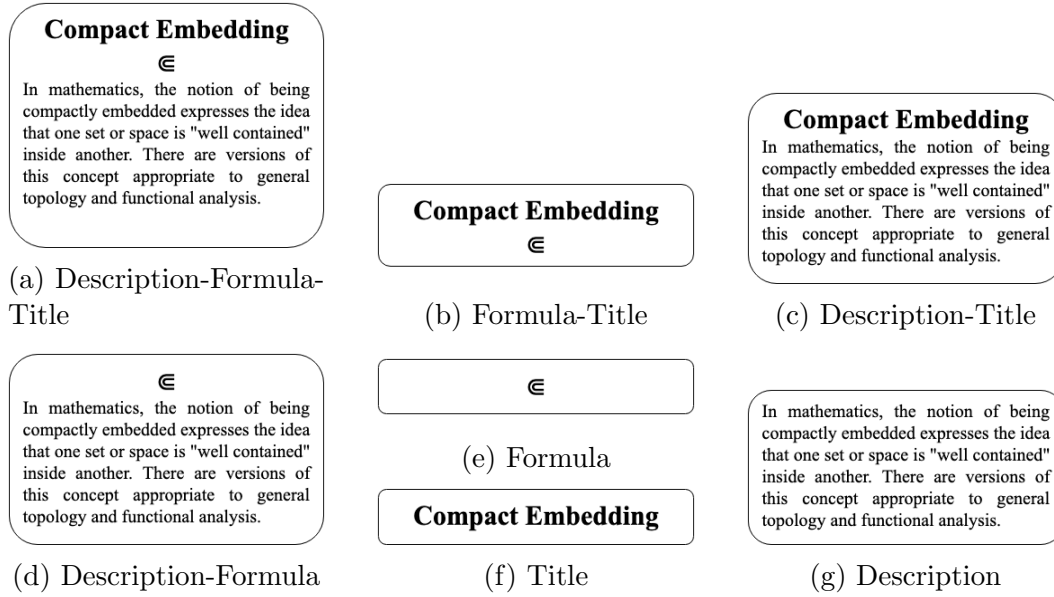 Compact Embedding
⋐
In mathematics, the notion of being
compactly embedded expresses the idea
that one set or space is "well contained"
inside another. There are versions of
this concept appropriate to general
topology and functional analysis.
(a) Description-Formula-
Title
Compact Embedding
⋐
(b) Formula-Title
Compact Embedding
In mathematics, the notion of being
compactly embedded expresses the idea
that one set or space is "well contained"
inside another. There are versions of
this concept appropriate to general
topology and functional analysis.
(c) Description-Title
⋐
In mathematics, the notion of being
compactly embedded expresses the idea
that one set or space is "well contained"
inside another. There are versions of
this concept appropriate to general
topology and functional analysis.
(d) Description-Formula
⋐
(e) Formula
Compact Embedding
(f) Title
In mathematics, the notion of being
compactly embedded expresses the idea
that one set or space is "well contained"
inside another. There are versions of
this concept appropriate to general
topology and functional analysis.
(g) Description